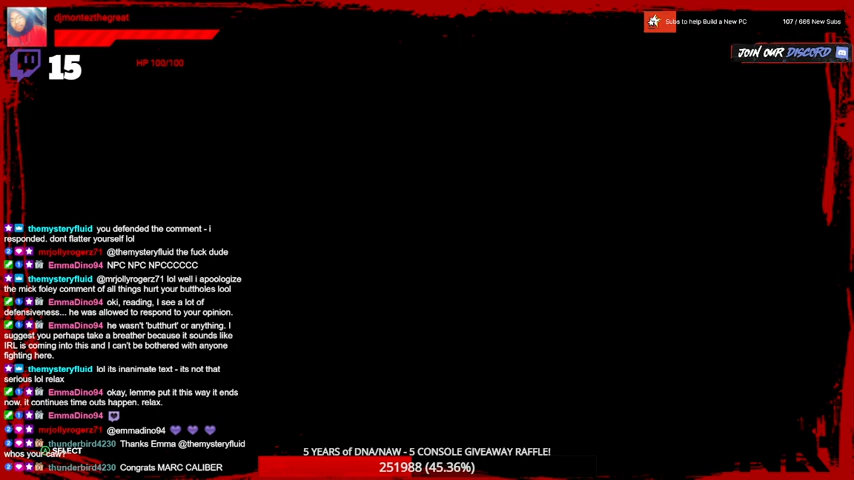 djmontezthegreat
Subs to help Build a New PC
107 / 666 New Subs
JOIN OUR DISCORD
15
HP 100/100
themysteryfluid you defended the comment - i
responded. dont flatter yourself lol
mrjollyrogerz71 @themysteryfluid the fuck dude
EmmaDino94 NPC NPC NPCCCCCC
themysteryfluid @mrjollyrogerz71 lol well i apoologize
the mick foley comment of all things hurt your buttholes lool
EmmaDino94 oki, reading, I see a lot of
defensiveness... he was allowed to respond to your opinion.
EmmaDino94 he wasn't 'butthurt' or anything. I
suggest you perhaps take a breather because it sounds like
IRL is coming into this and I can't be bothered with anyone
fighting here.
themysteryfluid lol its inanimate text - its not that
serious lol relax
EmmaDino94 okay, lemme put it this way it ends
now. it continues time outs happen. relax.
EmmaDino94
mrjollyrogerz71 @emmadino94
thunderbird4230 Thanks Emma @themysteryfluid
whos your caw?
SELECT
thunderbird4230 Congrats MARC CALIBER
5 YEARS of DNA/NAW - 5 CONSOLE GIVEAWAY RAFFLE!
251988 (45.36%)